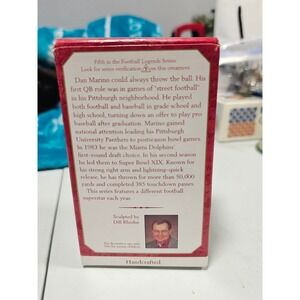 Fifth in the Football Legends Series
Look for series verification on this ornament.
Dan Marino could always throw the ball. His
first QB role was in games of "street football"
in his Pittsburgh neighborhood. He played
both football and baseball in grade school and
high school, turning down an offer to play pro
baseball after graduation. Marino gained
national attention leading his Pittsburgh
University Panthers to postseason bowl games.
In 1983 he was the Miami Dolphins'
first-round draft choice. In his second season
he led them to Super Bowl XIX. Known for
his strong right arm and lightning-quick
release, he has thrown for more than 50,000
yards and completed 385 touchdown passes.
This series features a different football
superstar each year.
Sculpted by
Dill Rhodus
Handcrafted